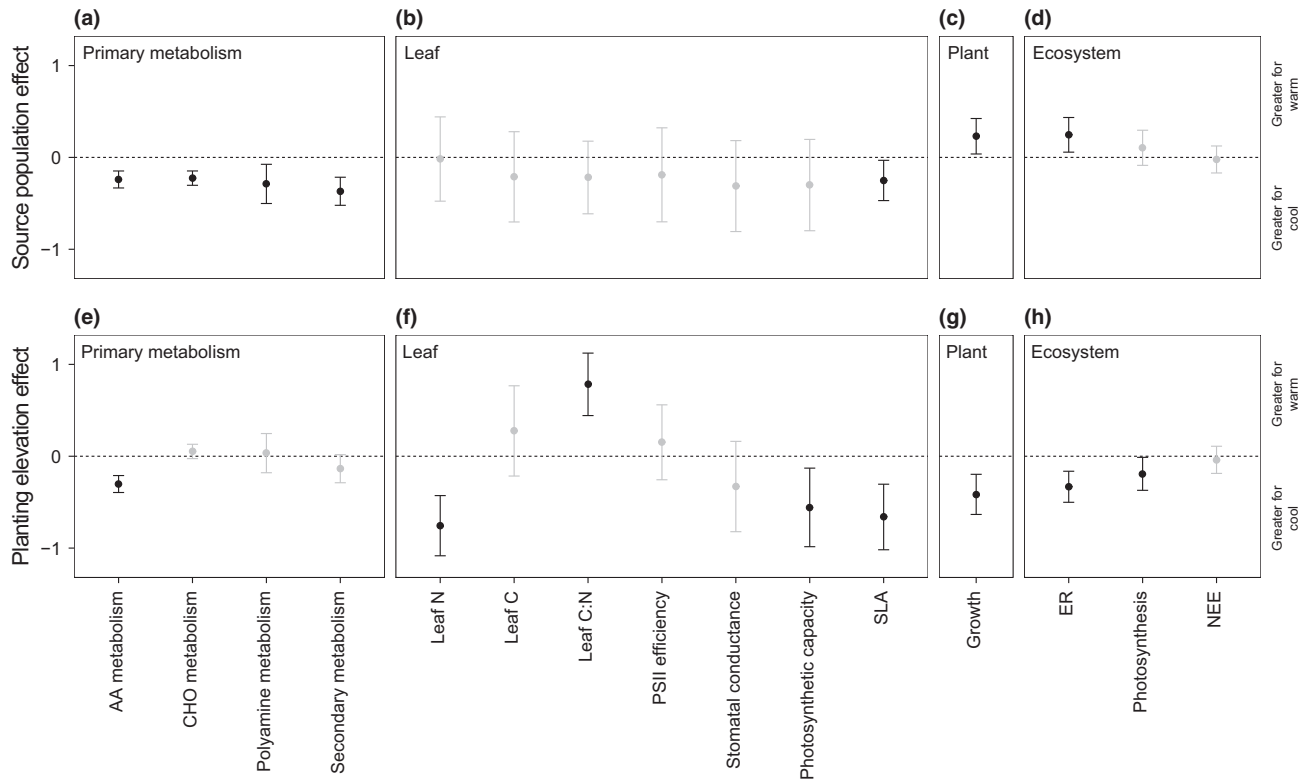 (a)
(b)
(c)
(d)
Primary metabolism
Leaf
Plant
Ecosystem
Source population effect
1
0
−1
Greater for
warm
Greater for
cool
(e)
(f)
(g)
(h)
Primary metabolism
Leaf
Plant
Ecosystem
Planting elevation effect
1
0
−1
Greater for
warm
Greater for
cool
AA metabolism
CHO metabolism
Polyamine metabolism
Secondary metabolism
Leaf N
Leaf C
Leaf C:N
PSII efficiency
Stomatal conductance
Photosynthetic capacity
SLA
Growth
ER
Photosynthesis
NEE